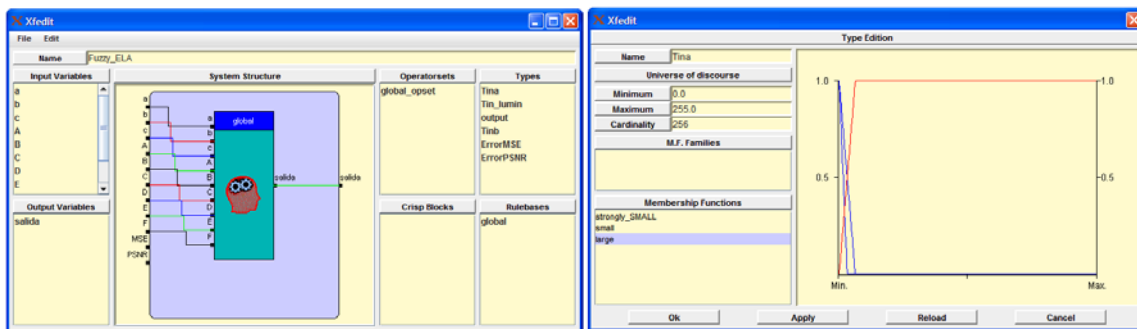 Xfedit
File Edit
Name Fuzzy_ELA
Input Variables
a
b
c
A
B
C
D
E
Output Variables
salida
System Structure
a
b
c
A
B
C
D
E
F
MSE
PSNR
global
a
b
c
A
B
C
D
E
F
salida
salida
Operatorsets
global_opset
Types
Tina
Tin_lumin
output
Tinb
ErrorMSE
ErrorPSNR
Crisp Blocks
Rulebases
global
Xfedit
Type Edition
Name Tina
Universe of discourse
Minimum 0.0
Maximum 255.0
Cardinality 256
M.F. Families
Membership Functions
strongly_SMALL
small
large
1.0 1.0
0.5 0.5
Min. Max.
Ok Apply Reload Cancel